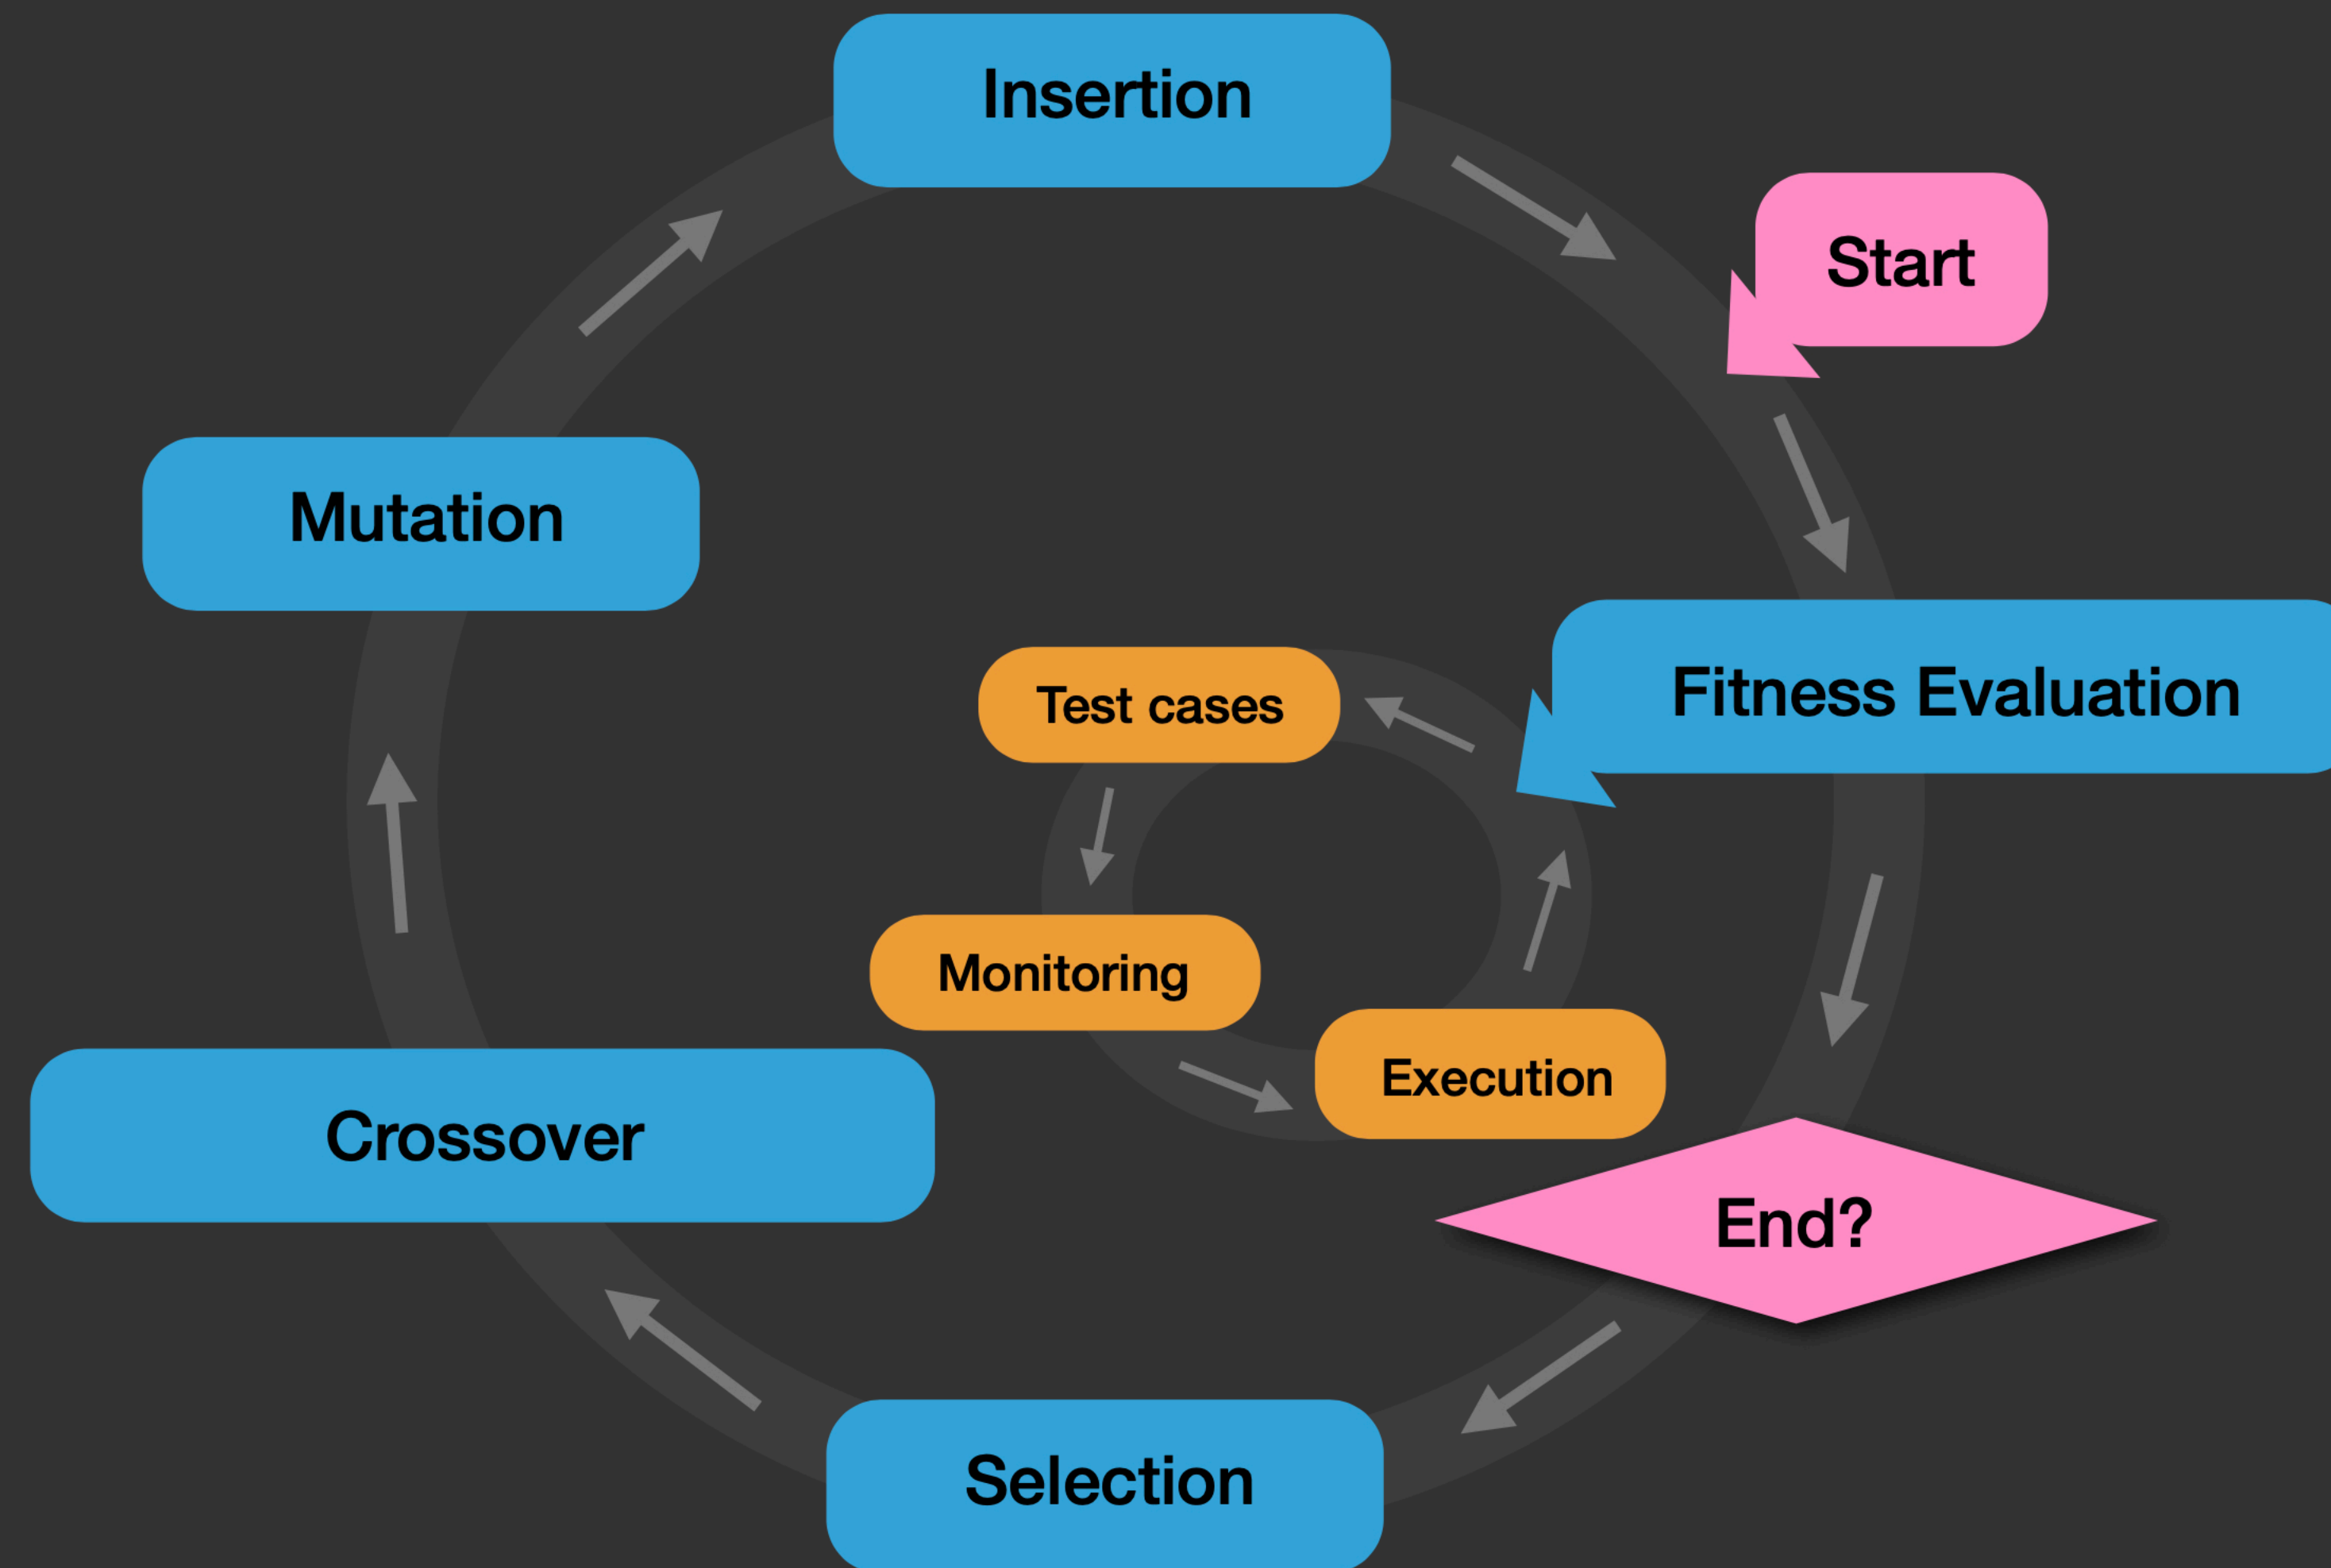 Insertion
Start
Mutation
Fitness Evaluation
Test cases
Monitoring
Execution
Crossover
End?
Selection